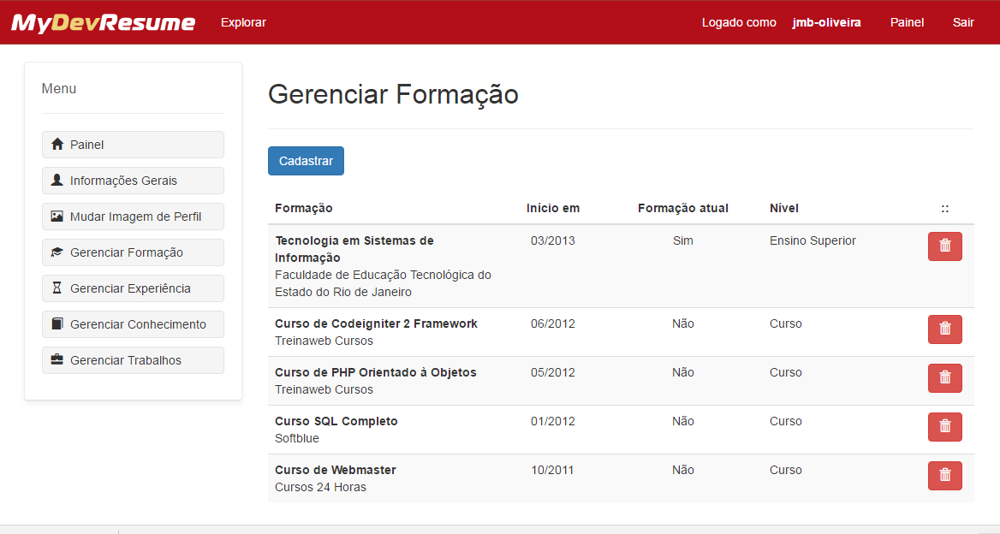 MyDevResume Explorar Logado como jmb-oliveira Painel Sair
Menu
Painel
Informações Gerais
Mudar Imagem de Perfil
Gerenciar Formação
Gerenciar Experiência
Gerenciar Conhecimento
Gerenciar Trabalhos
Gerenciar Formação
Cadastrar
Formação Início em Formação atual Nível ::
Tecnologia em Sistemas de 03/2013 Sim Ensino Superior
Informação
Faculdade de Educação Tecnológica do
Estado do Rio de Janeiro
Curso de Codeigniter 2 Framework 06/2012 Não Curso
Treinaweb Cursos
Curso de PHP Orientado à Objetos 05/2012 Não Curso
Treinaweb Cursos
Curso SQL Completo 01/2012 Não Curso
Softblue
Curso de Webmaster 10/2011 Não Curso
Cursos 24 Horas